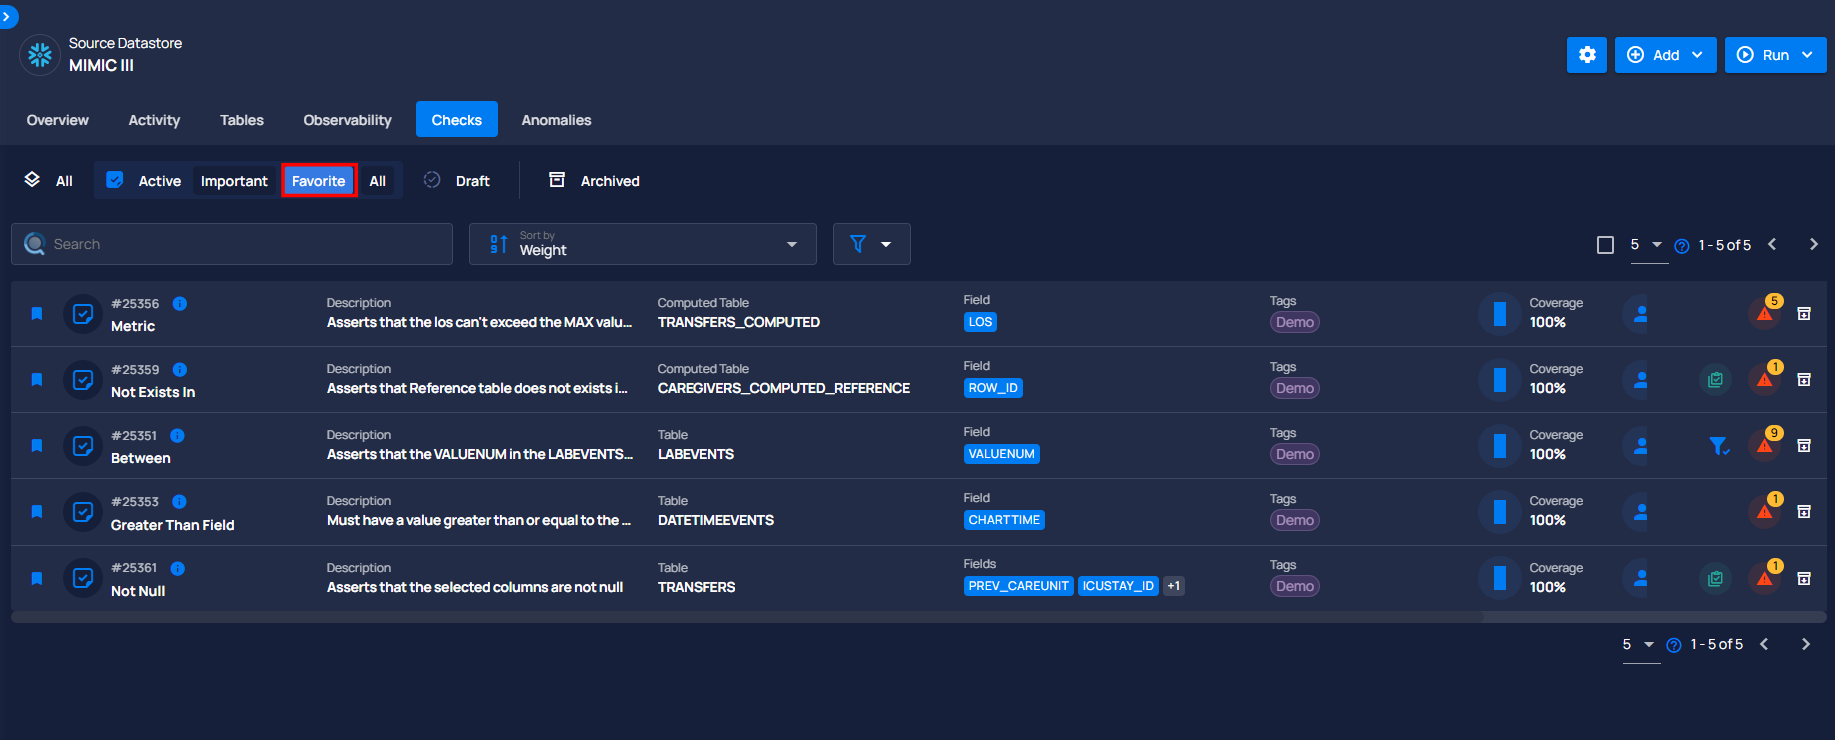 Source Datastore
MIMIC III
Add
Run
Overview
Activity
Tables
Observability
Checks
Anomalies
All
Active
Important
Favorite
All
Draft
Archived
Search
Sort by
Weight
5
1 - 5 of 5
#25356
Metric
Description
Asserts that the los can't exceed the MAX valu...
Computed Table
TRANSFERS_COMPUTED
Field
LOS
Tags
Demo
Coverage
100%
5
#25359
Not Exists In
Description
Asserts that Reference table does not exists i...
Computed Table
CAREGIVERS_COMPUTED_REFERENCE
Field
ROW_ID
Tags
Demo
Coverage
100%
1
#25351
Between
Description
Asserts that the VALUENUM in the LABEVENTS...
Table
LABEVENTS
Field
VALUENUM
Tags
Demo
Coverage
100%
9
#25353
Greater Than Field
Description
Must have a value greater than or equal to the ...
Table
DATETIMEEVENTS
Field
CHARTTIME
Tags
Demo
Coverage
100%
1
#25361
Not Null
Description
Asserts that the selected columns are not null
Table
TRANSFERS
Fields
PREV_CAREUNIT ICUSTAY_ID +1
Tags
Demo
Coverage
100%
1
5
1 - 5 of 5